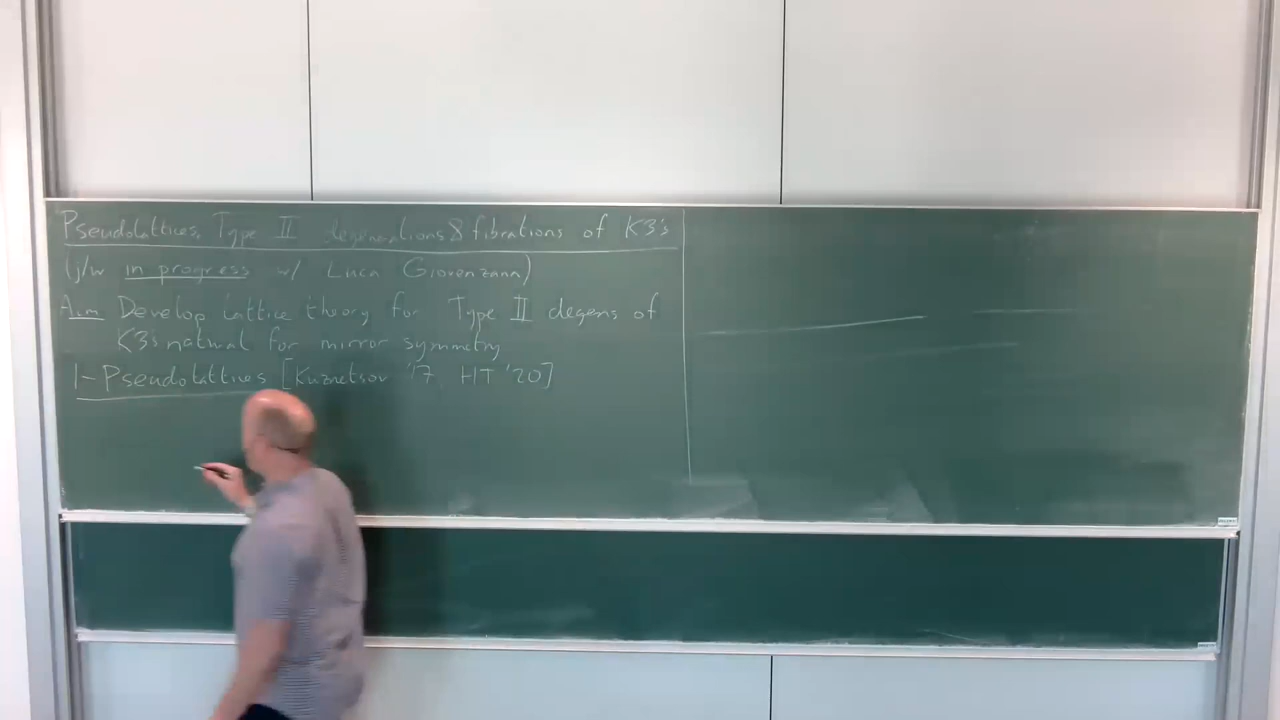 Pseudolattices, Type II degenerations & fibrations of K3's
(j/w in progress w/ Luca Giovenzana)
Aim Develop lattice theory for Type II degens of
K3's natural for mirror symmetry
1-Pseudolattices [Kuznetsov '17, HT '20]